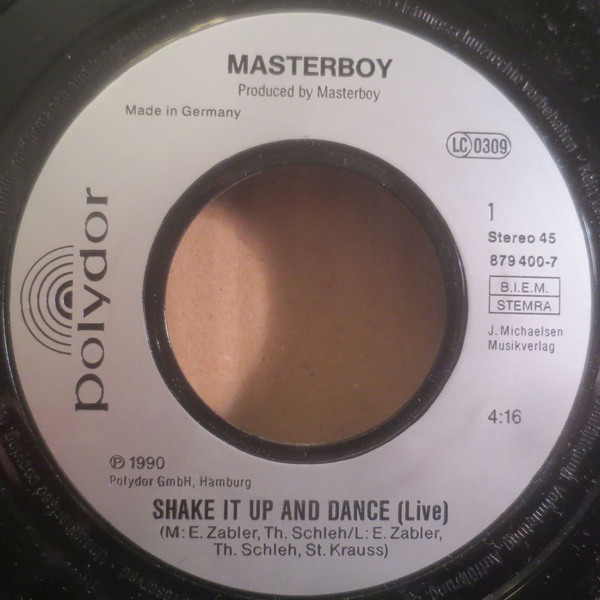 MASTERBOY
Produced by Masterboy
Made in Germany
LC 0309
polydor
1
Stereo 45
879 400-7
B.I.E.M.
STEMRA
J. Michaelsen
Musikverlag
4:16
℗ 1990
Polydor GmbH, Hamburg
SHAKE IT UP AND DANCE (Live)
(M: E. Zabler, Th. Schleh/L: E. Zabler,
Th. Schleh, St. Krauss)